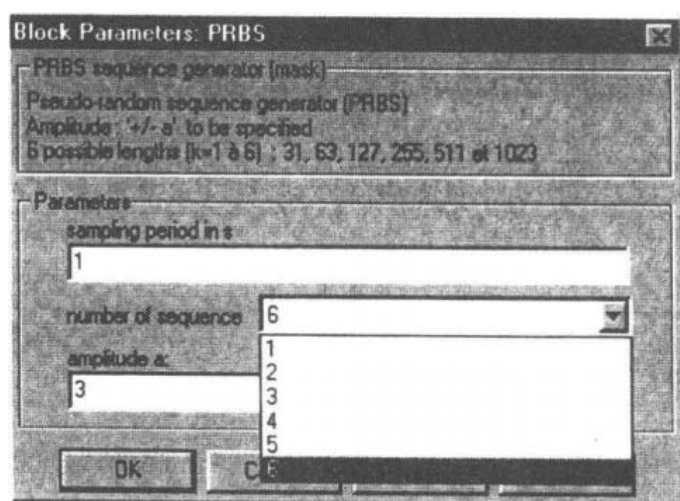 Block Parameters: PRBS
PRBS sequence generator (mask)
Pseudo-random sequence generator (PRBS)
Amplitude : '+/- a' to be specified
6 possible lengths (k=1 à 6) : 31, 63, 127, 255, 511 et 1023
Parameters
sampling period in s
1
number of sequence
6
1
2
3
4
5
6
amplitude a:
3
OK
C